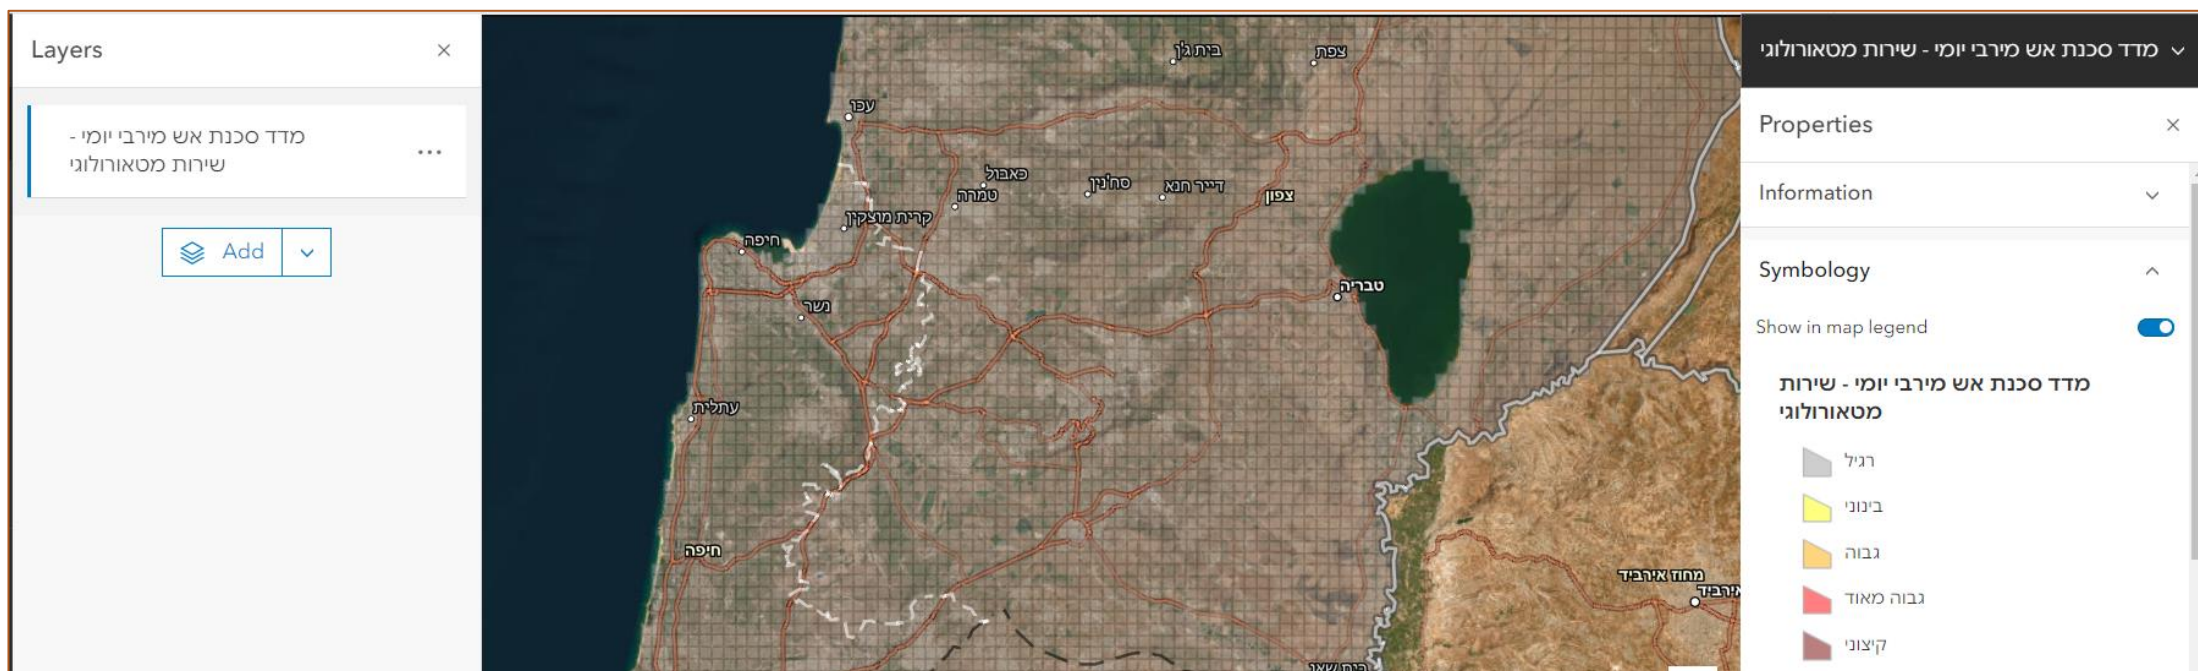 Layers
מדד סכנת אש מירבי יומי -
שירות מטאורולוגי
Add
בית ג'ן
צפת
עכו
כאבול
סח'נין
דייר חנא
טמרה
צפון
קרית מוצקין
חיפה
טבריה
נשר
עתלית
חיפה
מחוז אירביד
בית שאן
מדד סכנת אש מירבי יומי - שירות מטאורולוגי
Properties
Information
Symbology
Show in map legend
מדד סכנת אש מירבי יומי - שירות
מטאורולוגי
רגיל
בינוני
גבוה
גבוה מאוד
קיצוני